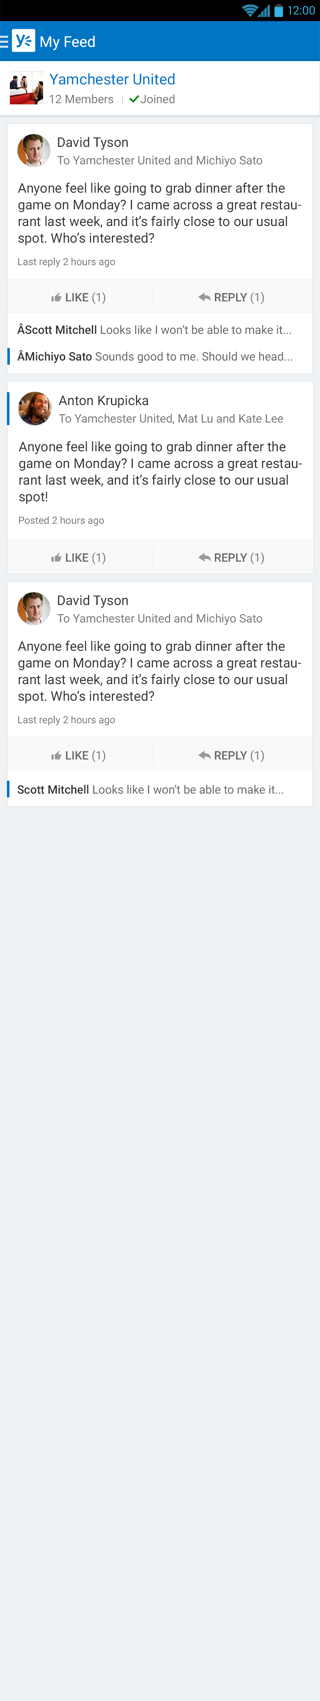 12:00
My Feed
Yamchester United
12 Members | Joined
David Tyson
To Yamchester United and Michiyo Sato
Anyone feel like going to grab dinner after the
game on Monday? I came across a great restau-
rant last week, and it’s fairly close to our usual
spot. Who’s interested?
Last reply 2 hours ago
LIKE (1) REPLY (1)
ÂScott Mitchell Looks like I won’t be able to make it...
ÂMichiyo Sato Sounds good to me. Should we head...
Anton Krupicka
To Yamchester United, Mat Lu and Kate Lee
Anyone feel like going to grab dinner after the
game on Monday? I came across a great restau-
rant last week, and it’s fairly close to our usual
spot!
Posted 2 hours ago
LIKE (1) REPLY (1)
David Tyson
To Yamchester United and Michiyo Sato
Anyone feel like going to grab dinner after the
game on Monday? I came across a great restau-
rant last week, and it’s fairly close to our usual
spot. Who’s interested?
Last reply 2 hours ago
LIKE (1) REPLY (1)
Scott Mitchell Looks like I won’t be able to make it...